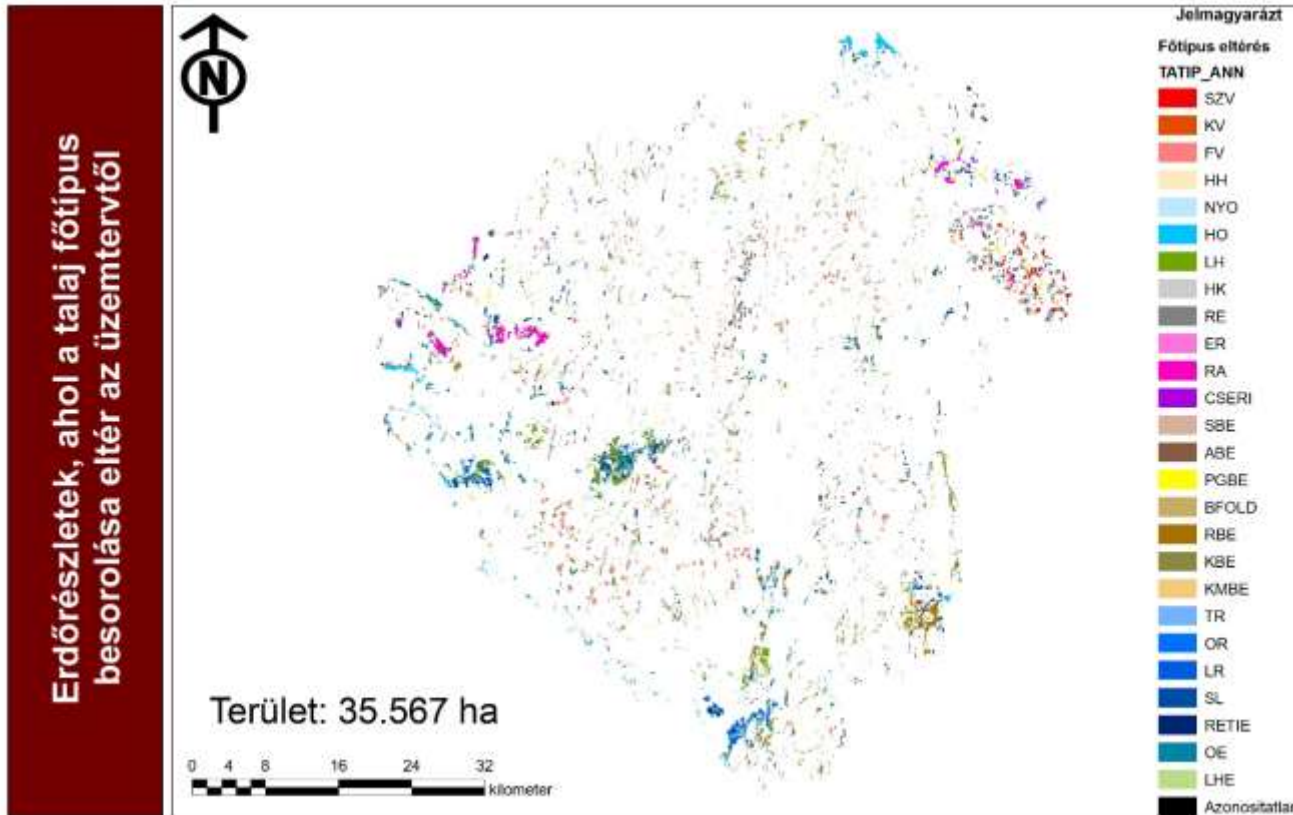 Erdőrészletek, ahol a talaj főtípus
besorolása eltér az üzemtervtől
N
Terület: 35.567 ha
0 4 8 16 24 32
kilometer
Jelmagyarázt
Főtípus eltérés
TATIP_ANN
SZV
KV
FV
HH
NYO
HO
LH
HK
RE
ER
RA
CSERI
SBE
ABE
PGBE
BFOLD
RBE
KBE
KMBE
TR
OR
LR
SL
RETIE
OE
LHE
Azonositatlan